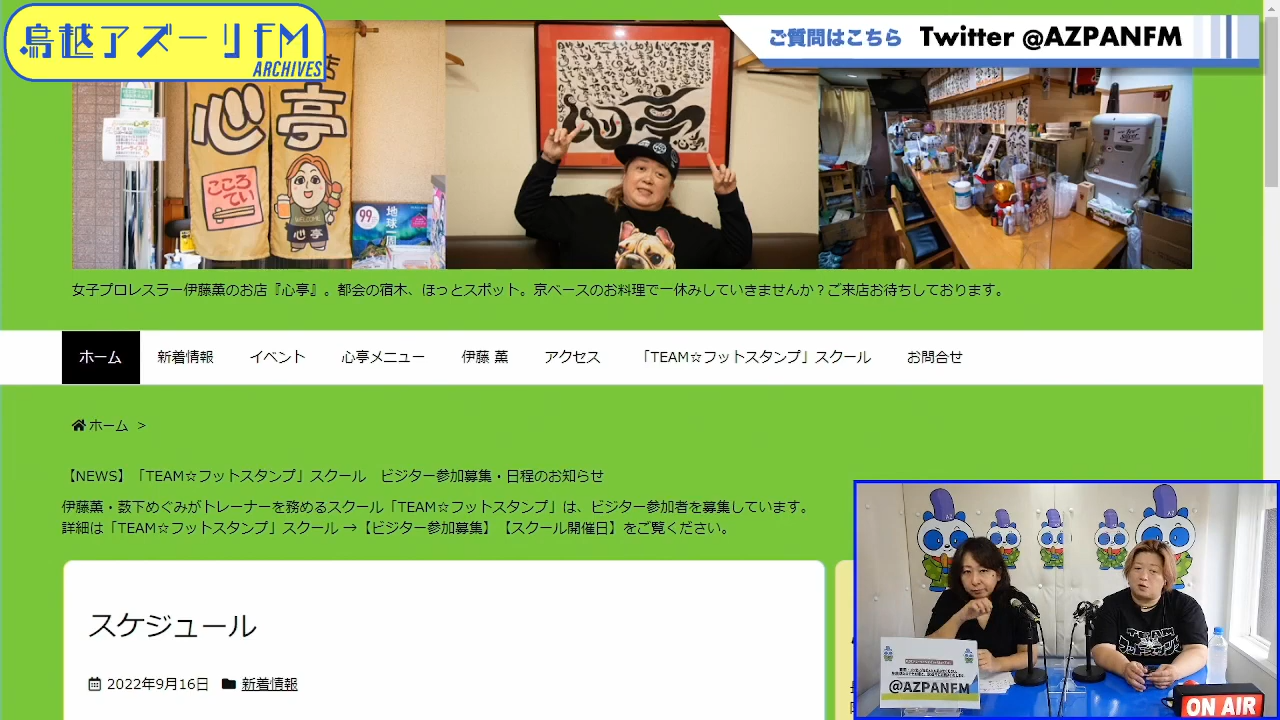 鳥越アズーリFM
ARCHIVES
ご質問はこちら Twitter @AZPANFM
心亭
こころてい
WELCOME
心亭
99
地球一周
女子プロレスラー伊藤薫のお店『心亭』。都会の宿木、ほっとスポット。京ベースのお料理で一休みしていきませんか？ご来店お待ちしております。
ホーム 新着情報 イベント 心亭メニュー 伊藤 薫 アクセス 「TEAM☆フットスタンプ」スクール お問合せ
ホーム >
【NEWS】「TEAM☆フットスタンプ」スクール　ビジター参加募集・日程のお知らせ
伊藤薫・薮下めぐみがトレーナーを務めるスクール「TEAM☆フットスタンプ」は、ビジター参加者を募集しています。
詳細は「TEAM☆フットスタンプ」スクール →【ビジター参加募集】【スクール開催日】をご覧ください。
スケジュール
2022年9月16日 新着情報
TEAM
@AZPANFM
ON AIR